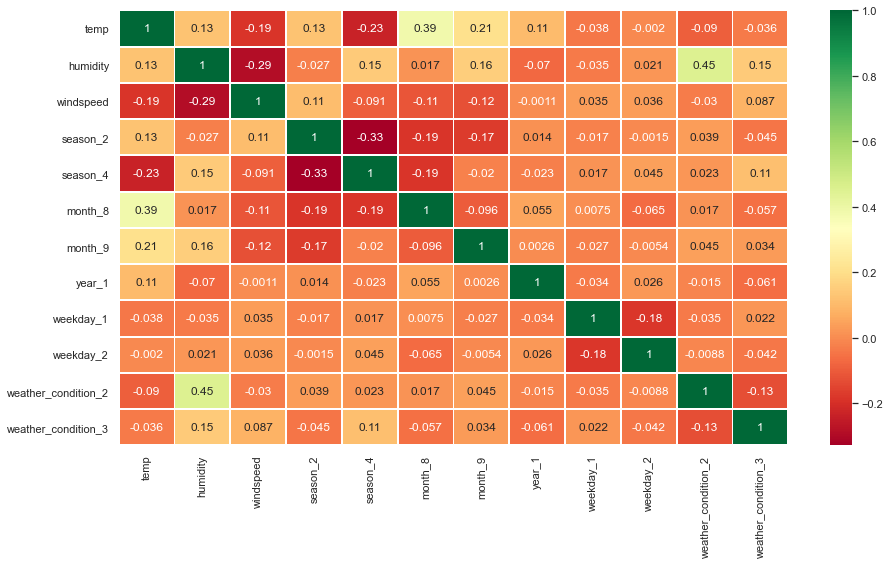 temp 1 0.13 -0.19 0.13 -0.23 0.39 0.21 0.11 -0.038 -0.002 -0.09 -0.036
humidity 0.13 1 -0.29 -0.027 0.15 0.017 0.16 -0.07 -0.035 0.021 0.45 0.15
windspeed -0.19 -0.29 1 0.11 -0.091 -0.11 -0.12 -0.0011 0.035 0.036 -0.03 0.087
season_2 0.13 -0.027 0.11 1 -0.33 -0.19 -0.17 0.014 -0.017 -0.0015 0.039 -0.045
season_4 -0.23 0.15 -0.091 -0.33 1 -0.19 -0.02 -0.023 0.017 0.045 0.023 0.11
month_8 0.39 0.017 -0.11 -0.19 -0.19 1 -0.096 0.055 0.0075 -0.065 0.017 -0.057
month_9 0.21 0.16 -0.12 -0.17 -0.02 -0.096 1 0.0026 -0.027 -0.0054 0.045 0.034
year_1 0.11 -0.07 -0.0011 0.014 -0.023 0.055 0.0026 1 -0.034 0.026 -0.015 -0.061
weekday_1 -0.038 -0.035 0.035 -0.017 0.017 0.0075 -0.027 -0.034 1 -0.18 -0.035 0.022
weekday_2 -0.002 0.021 0.036 -0.0015 0.045 -0.065 -0.0054 0.026 -0.18 1 -0.0088 -0.042
weather_condition_2 -0.09 0.45 -0.03 0.039 0.023 0.017 0.045 -0.015 -0.035 -0.0088 1 -0.13
weather_condition_3 -0.036 0.15 0.087 -0.045 0.11 -0.057 0.034 -0.061 0.022 -0.042 -0.13 1
temp
humidity
windspeed
season_2
season_4
month_8
month_9
year_1
weekday_1
weekday_2
weather_condition_2
weather_condition_3
1.0
0.8
0.6
0.4
0.2
0.0
−0.2